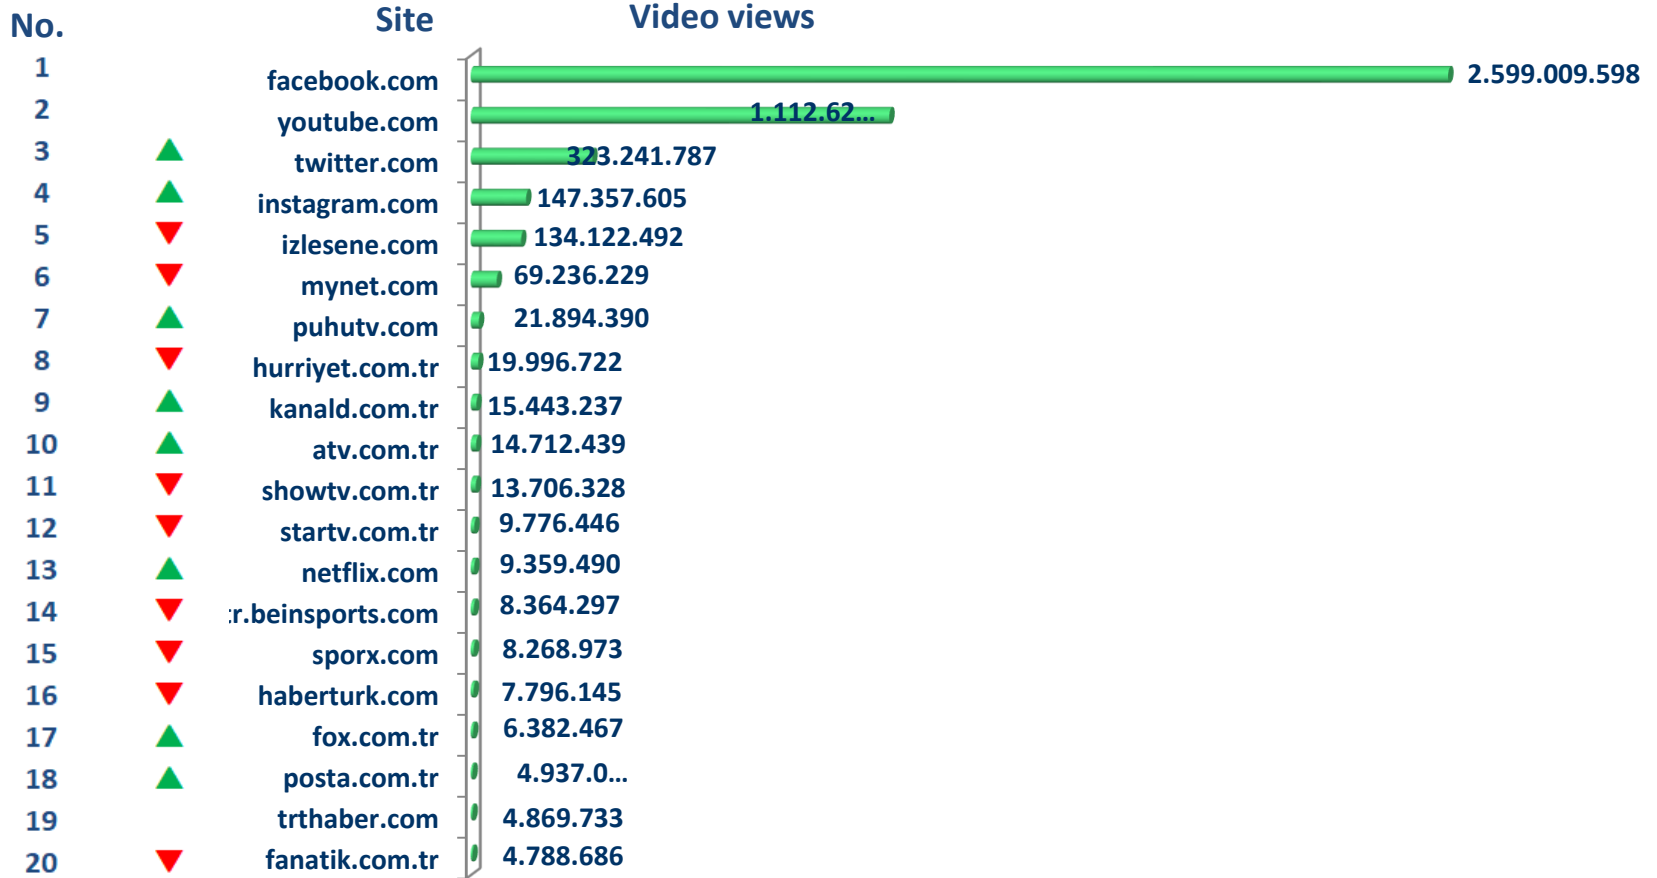 No. Site Video views
1 facebook.com 2.599.009.598
2 youtube.com 1.112.62...
3 twitter.com 323.241.787
4 instagram.com 147.357.605
5 izlesene.com 134.122.492
6 mynet.com 69.236.229
7 puhutv.com 21.894.390
8 hurriyet.com.tr 19.996.722
9 kanald.com.tr 15.443.237
10 atv.com.tr 14.712.439
11 showtv.com.tr 13.706.328
12 startv.com.tr 9.776.446
13 netflix.com 9.359.490
14 r.beinsports.com 8.364.297
15 sporx.com 8.268.973
16 haberturk.com 7.796.145
17 fox.com.tr 6.382.467
18 posta.com.tr 4.937.0...
19 trthaber.com 4.869.733
20 fanatik.com.tr 4.788.686